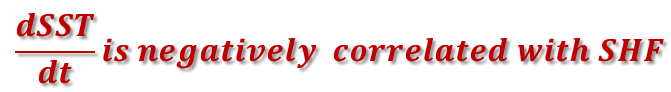 dSST/dt is negatively correlated with SHF